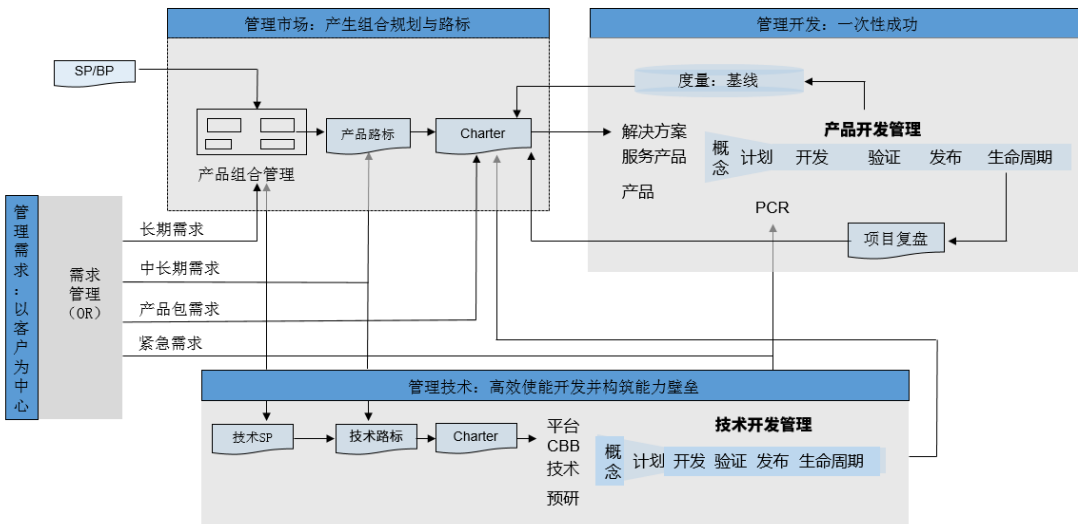 管理市场：产生组合规划与路标
SP/BP
产品组合管理
产品路标
Charter
管理开发：一次性成功
度量：基线
解决方案
服务产品
产品
产品开发管理
概念
计划
开发
验证
发布
生命周期
PCR
项目复盘
管理需求：以客户为中心
需求
管理
（OR）
长期需求
中长期需求
产品包需求
紧急需求
管理技术：高效使能开发并构筑能力壁垒
技术SP
技术路标
Charter
平台
CBB
技术
预研
技术开发管理
概念
计划
开发
验证
发布
生命周期